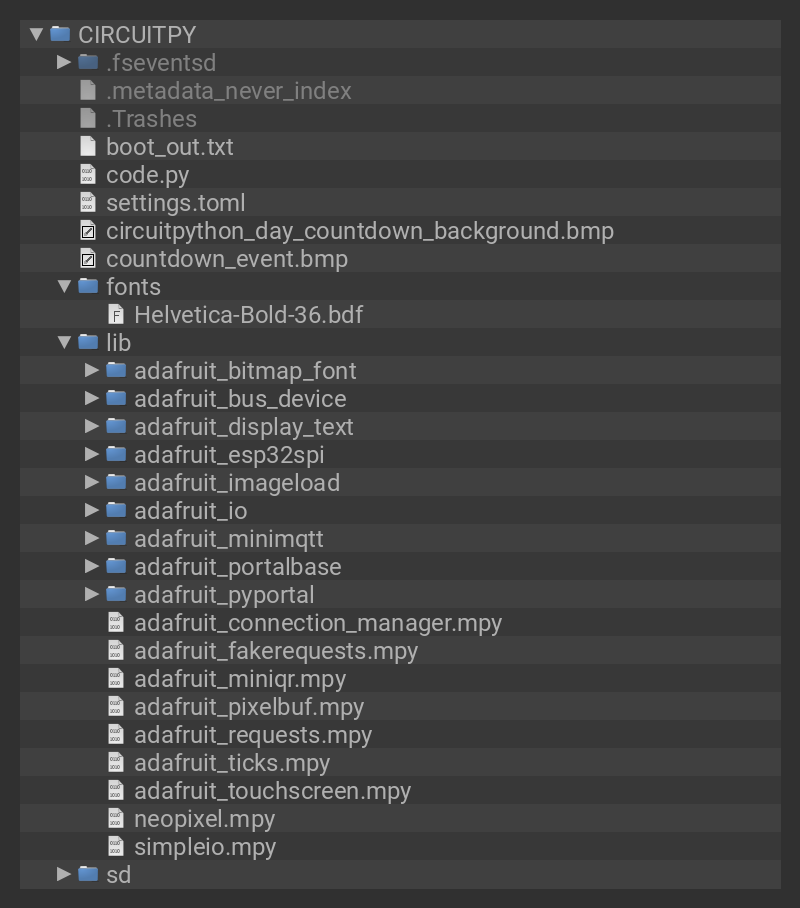 CIRCUITPY
.fseventsd
.metadata_never_index
.Trashes
boot_out.txt
code.py
settings.toml
circuitpython_day_countdown_background.bmp
countdown_event.bmp
fonts
Helvetica-Bold-36.bdf
lib
adafruit_bitmap_font
adafruit_bus_device
adafruit_display_text
adafruit_esp32spi
adafruit_imageload
adafruit_io
adafruit_minimqtt
adafruit_portalbase
adafruit_pyportal
adafruit_connection_manager.mpy
adafruit_fakerequests.mpy
adafruit_miniqr.mpy
adafruit_pixelbuf.mpy
adafruit_requests.mpy
adafruit_ticks.mpy
adafruit_touchscreen.mpy
neopixel.mpy
simpleio.mpy
sd